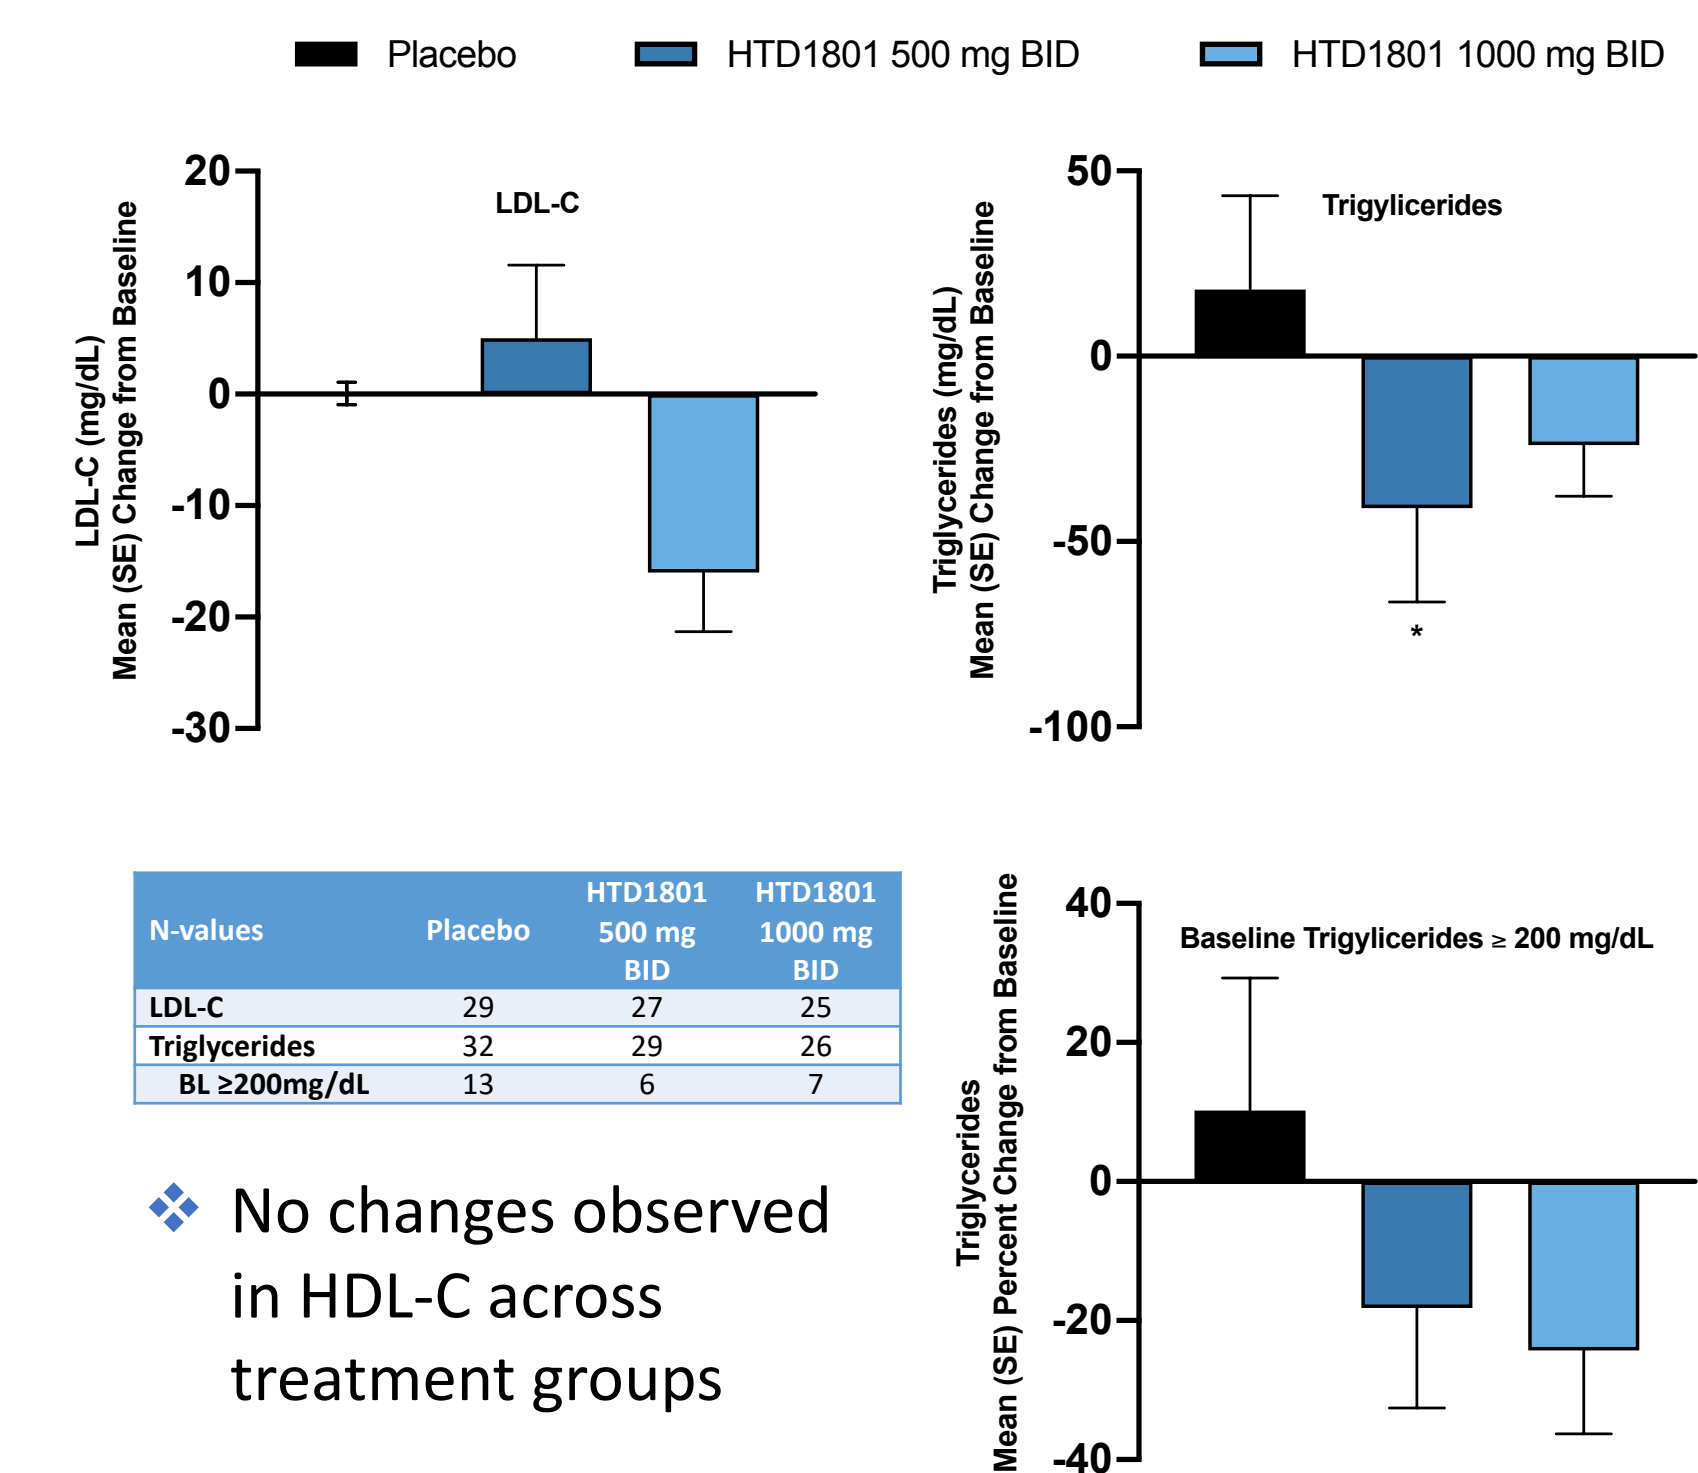 Placebo
HTD1801 500 mg BID
HTD1801 1000 mg BID
LDL-C
20
10
0
-10
-20
-30
LDL-C (mg/dL)
Mean (SE) Change from Baseline
Trigylicerides
50
0
-50
-100
Triglycerides (mg/dL)
Mean (SE) Change from Baseline
*
N-values Placebo HTD1801 500 mg BID HTD1801 1000 mg BID
LDL-C 29 27 25
Triglycerides 32 29 26
BL ≥200mg/dL 13 6 7
❖ No changes observed
in HDL-C across
treatment groups
Baseline Trigylicerides ≥ 200 mg/dL
40
20
0
-20
-40
Triglycerides
Mean (SE) Percent Change from Baseline